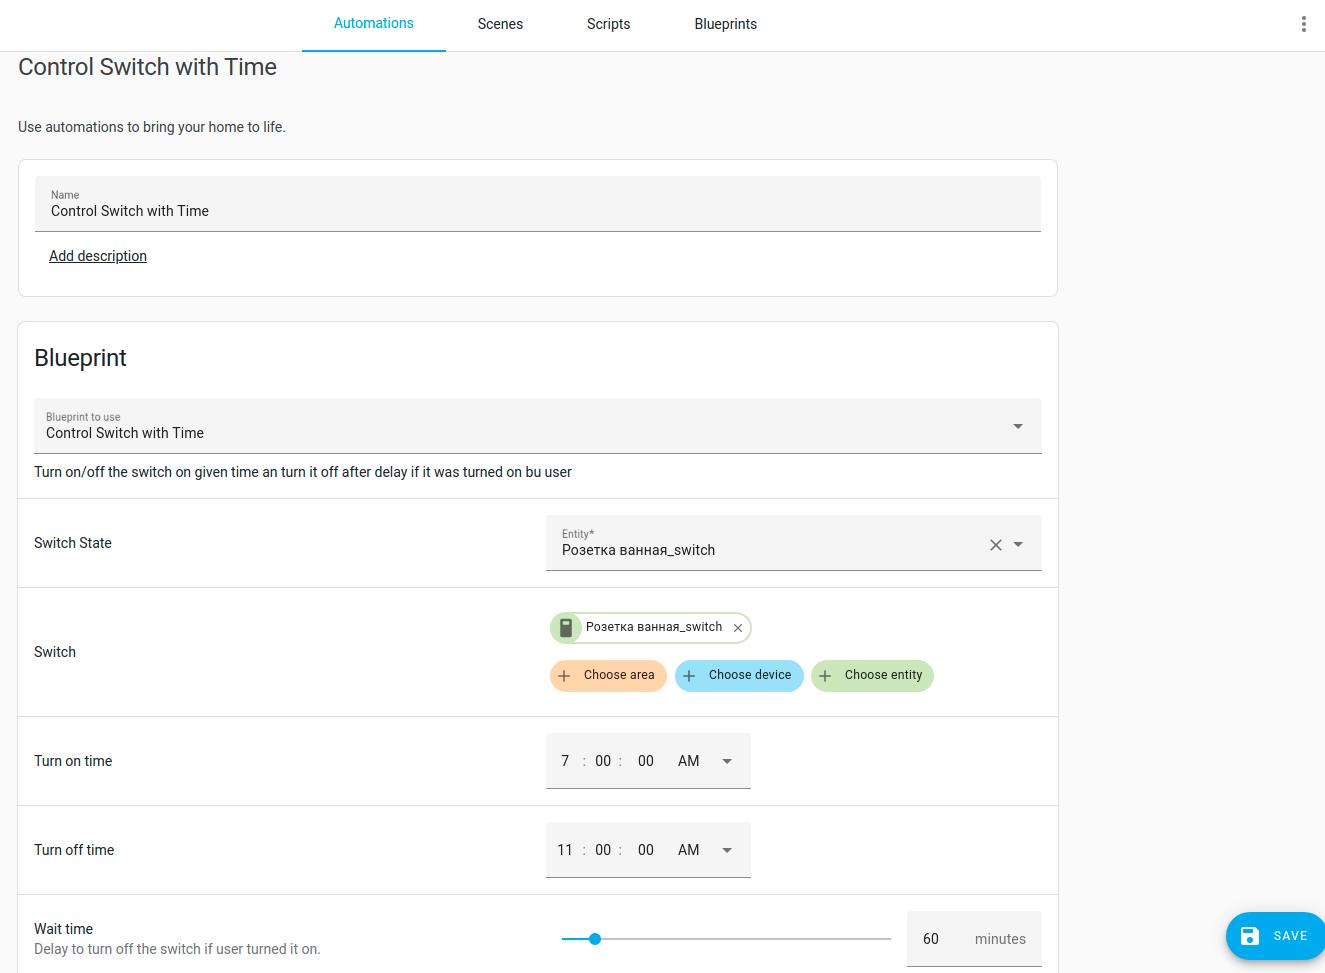 Automations
Scenes
Scripts
Blueprints
Control Switch with Time
Use automations to bring your home to life.
Name
Control Switch with Time
Add description
Blueprint
Blueprint to use
Control Switch with Time
Turn on/off the switch on given time an turn it off after delay if it was turned on bu user
Switch State
Entity*
Розетка ванная_switch
Switch
Розетка ванная_switch
Choose area
Choose device
Choose entity
Turn on time
7 : 00 : 00 AM
Turn off time
11 : 00 : 00 AM
Wait time
Delay to turn off the switch if user turned it on.
60 minutes
SAVE